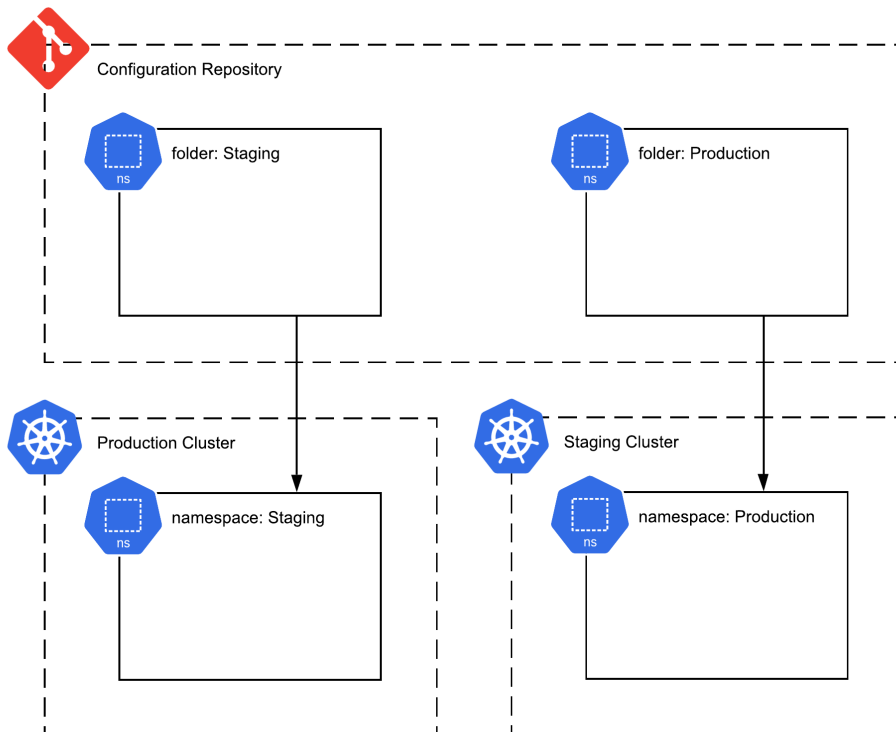 Configuration Repository
folder: Staging
ns
folder: Production
ns
Production Cluster
Staging Cluster
namespace: Staging
ns
namespace: Production
ns